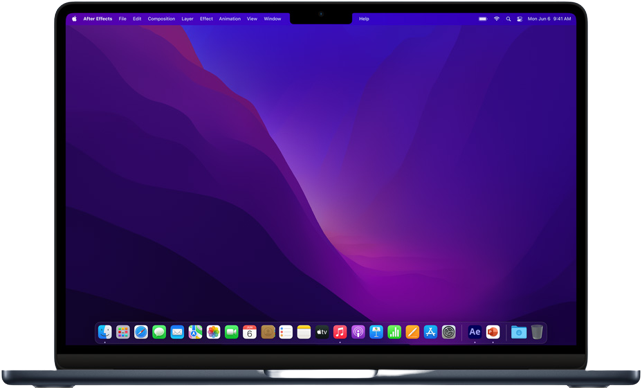 After Effects File Edit Composition Layer Effect Animation View Window Help Mon Jun 6 9:41 AM
6
tv
Ae